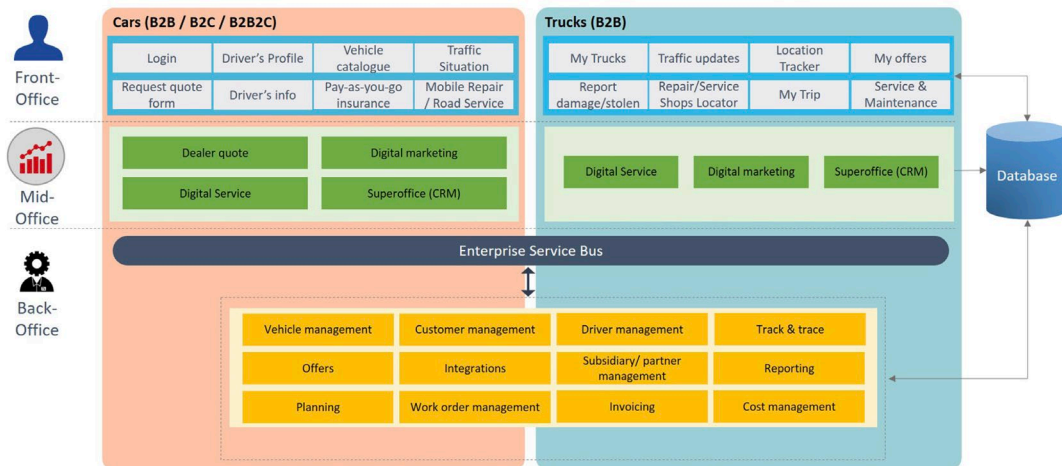 Cars (B2B / B2C / B2B2C)
Trucks (B2B)
Front-
Office
Login
Driver's Profile
Vehicle
catalogue
Traffic
Situation
Request quote
form
Driver's info
Pay-as-you-go
insurance
Mobile Repair
/ Road Service
My Trucks
Traffic updates
Location
Tracker
My offers
Report
damage/stolen
Repair/Service
Shops Locator
My Trip
Service &
Maintenance
Mid-
Office
Dealer quote
Digital marketing
Digital Service
Superoffice (CRM)
Digital Service
Digital marketing
Superoffice (CRM)
Database
Enterprise Service Bus
Back-
Office
Vehicle management
Customer management
Driver management
Track & trace
Offers
Integrations
Subsidiary/ partner
management
Reporting
Planning
Work order management
Invoicing
Cost management